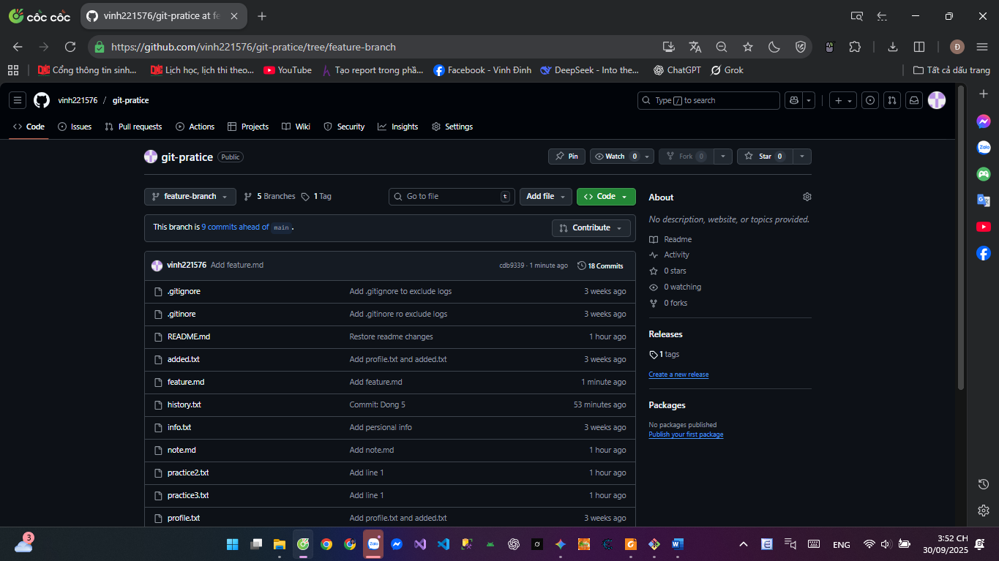 cốc cốc
vinh221576/git-pratice at fe
https://github.com/vinh221576/git-pratice/tree/feature-branch
Đ
Cổng thông tin sinh...
Lịch học, lịch thi theo...
YouTube
Tạo report trong phầ...
Facebook - Vinh Đinh
DeepSeek - Into the...
ChatGPT
Grok
Tất cả dấu trang
vinh221576 / git-pratice
Type / to search
Code
Issues
Pull requests
Actions
Projects
Wiki
Security
Insights
Settings
git-pratice Public
Pin
Watch 0
Fork 0
Star 0
feature-branch
5 Branches
1 Tag
Go to file t
Add file
Code
This branch is 9 commits ahead of main .
Contribute
vinh221576 Add feature.md cdb9339 · 1 minute ago 18 Commits
.gitignore Add .gitignore to exclude logs 3 weeks ago
.gitinore Add .gitinore ro exclude logs 3 weeks ago
README.md Restore readme changes 1 hour ago
added.txt Add profile.txt and added.txt 3 weeks ago
feature.md Add feature.md 1 minute ago
history.txt Commit: Dong 5 53 minutes ago
info.txt Add persional info 3 weeks ago
note.md Add note.md 1 hour ago
practice2.txt Add line 1 1 hour ago
practice3.txt Add line 1 1 hour ago
profile.txt Add profile.txt and added.txt 3 weeks ago
About
No description, website, or topics provided.
Readme
Activity
0 stars
0 watching
0 forks
Releases
1 tags
Create a new release
Packages
No packages published
Publish your first package
Zalo
3
Zalo
ENG
3:52 CH
30/09/2025